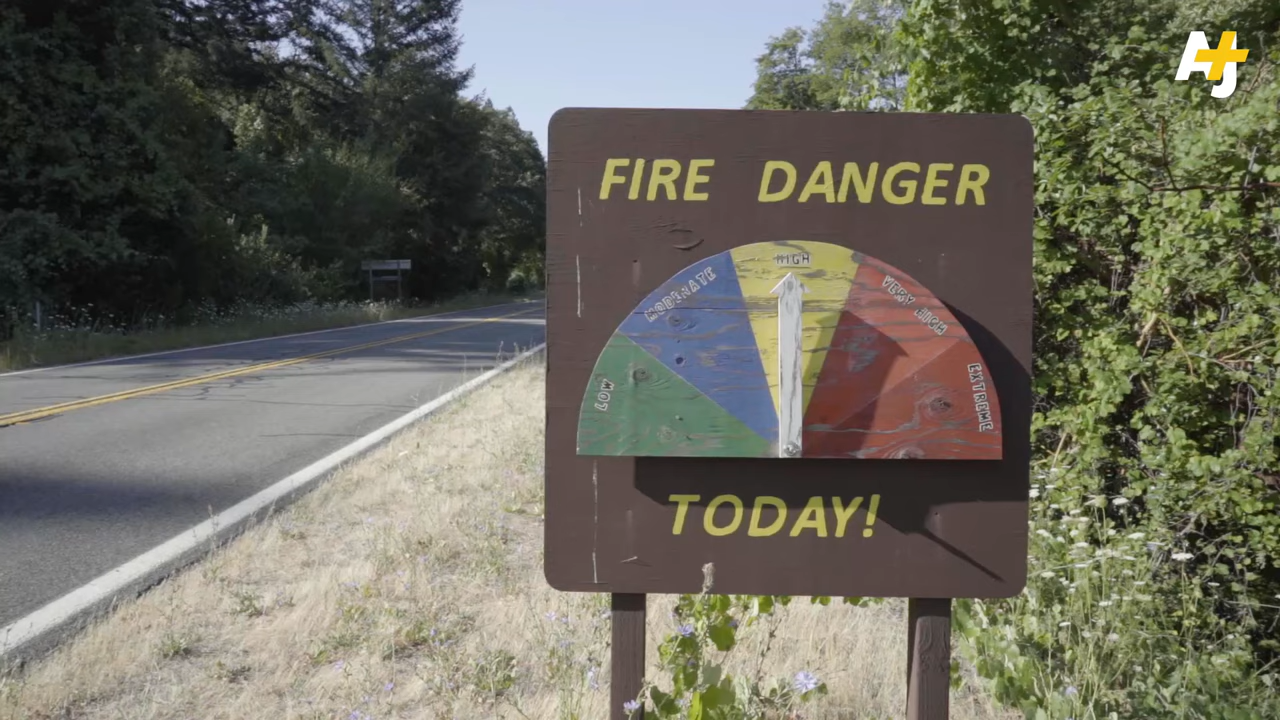 AJ+
FIRE DANGER
LOW
MODERATE
HIGH
VERY HIGH
EXTREME
TODAY!